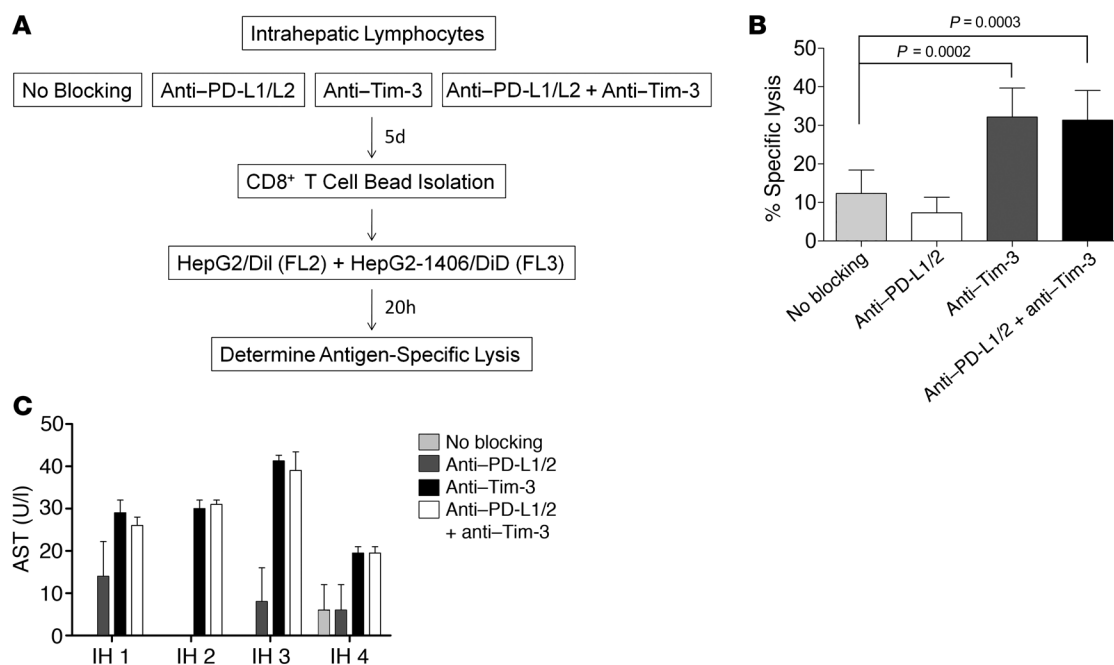 A
Intrahepatic Lymphocytes
No Blocking
Anti–PD-L1/L2
Anti–Tim-3
Anti–PD-L1/L2 + Anti–Tim-3
5d
CD8⁺ T Cell Bead Isolation
HepG2/DiI (FL2) + HepG2-1406/DiD (FL3)
20h
Determine Antigen-Specific Lysis
B
P = 0.0003
P = 0.0002
% Specific lysis
50
40
30
20
10
0
No blocking
Anti–PD-L1/2
Anti–Tim-3
Anti–PD-L1/2 + anti–Tim-3
C
AST (U/l)
50
40
30
20
10
0
IH 1
IH 2
IH 3
IH 4
No blocking
Anti–PD-L1/2
Anti–Tim-3
Anti–PD-L1/2
+ anti–Tim-3